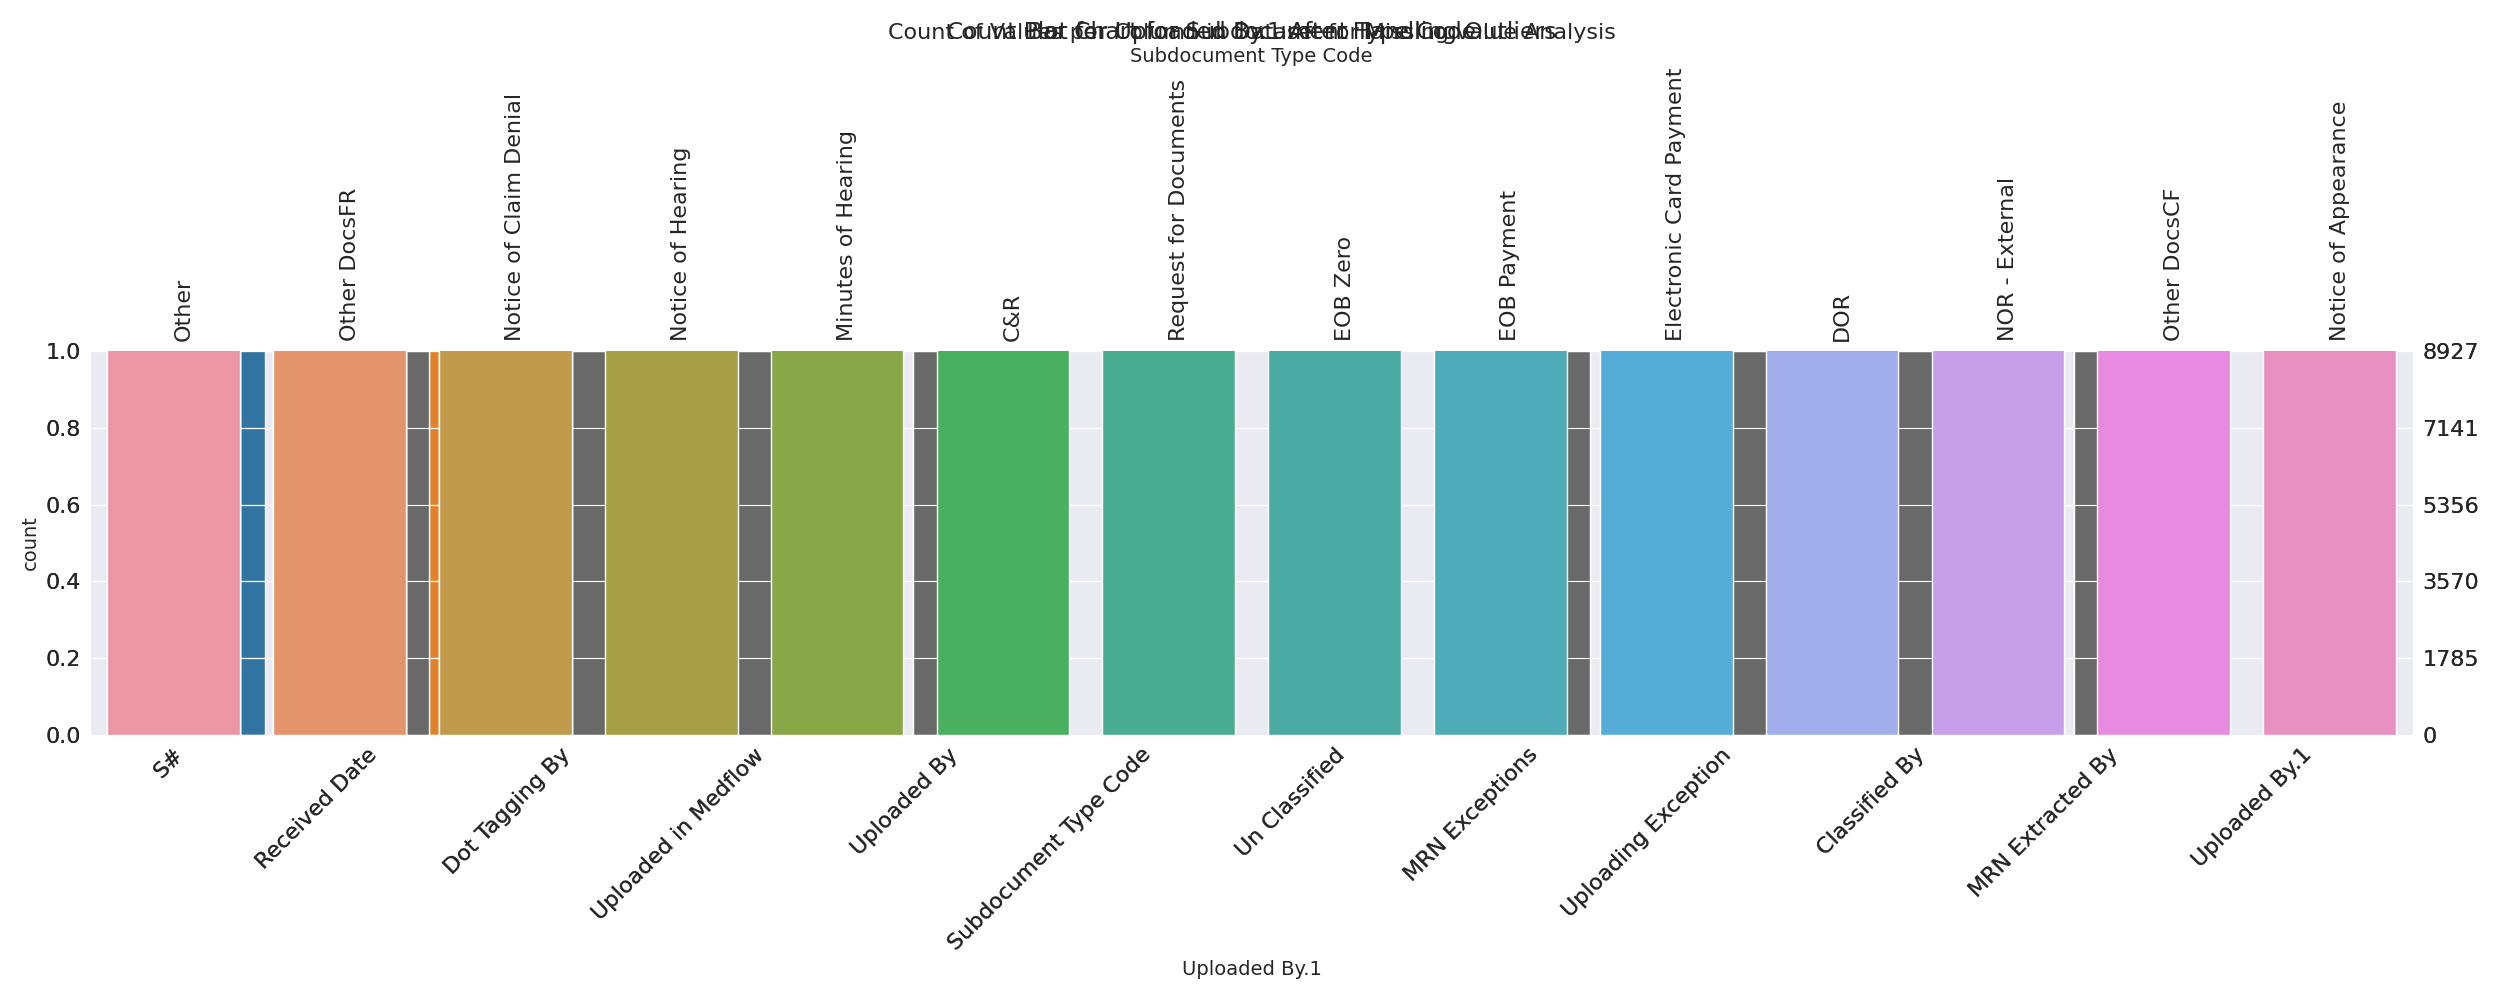 Subdocument Type Code
Other
Other DocsFR
Notice of Claim Denial
Notice of Hearing
Minutes of Hearing
C&R
Request for Documents
EOB Zero
EOB Payment
Electronic Card Payment
DOR
NOR - External
Other DocsCF
Notice of Appearance
1.0
0.8
0.6
0.4
0.2
0.0
count
8927
7141
5356
3570
1785
0
S#
Received Date
Dot Tagging By
Uploaded in Medflow
Uploaded By
Subdocument Type Code
Un Classified
MRN Exceptions
Uploading Exception
Classified By
MRN Extracted By
Uploaded By.1
Uploaded By.1